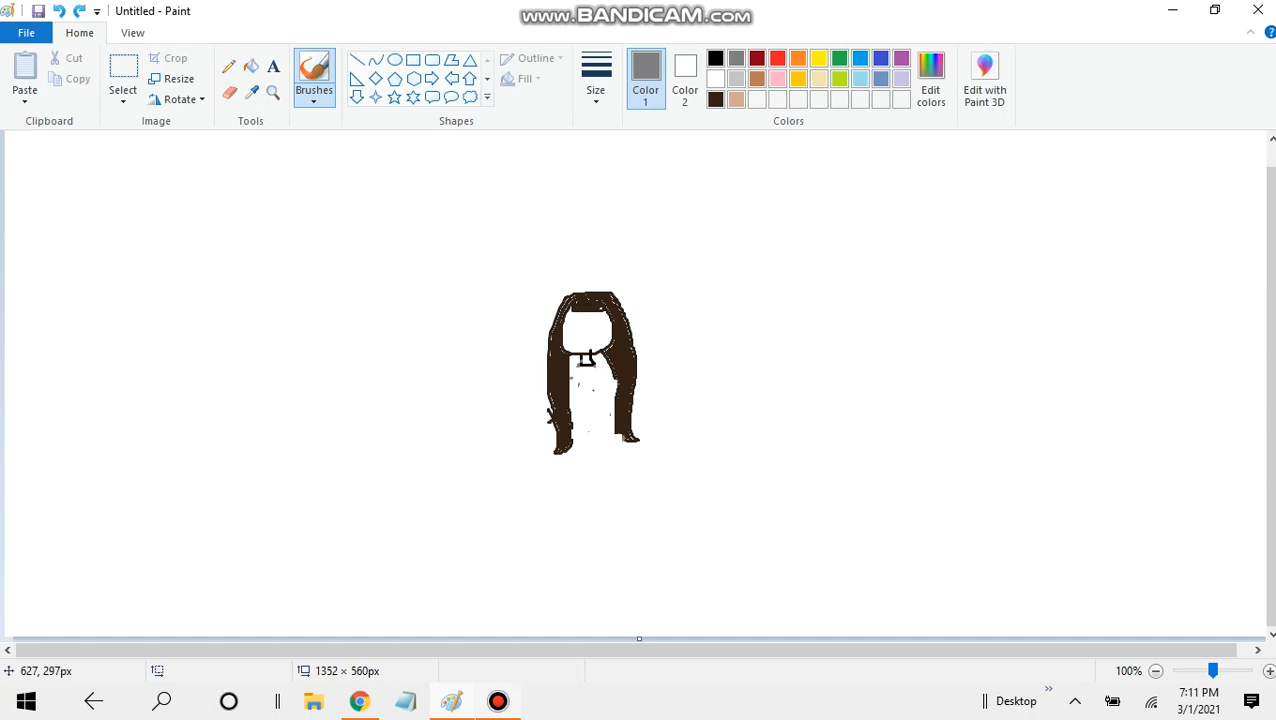 Untitled - Paint
www.BANDICAM.com
File
Home
View
Paste
Cut
Copy
Clipboard
Select
Crop
Resize
Rotate
Image
Tools
Brushes
Shapes
Outline
Fill
Size
Color 1
Color 2
Edit colors
Colors
Edit with Paint 3D
627, 297px
1352 × 560px
100%
Desktop
7:11 PM
3/1/2021